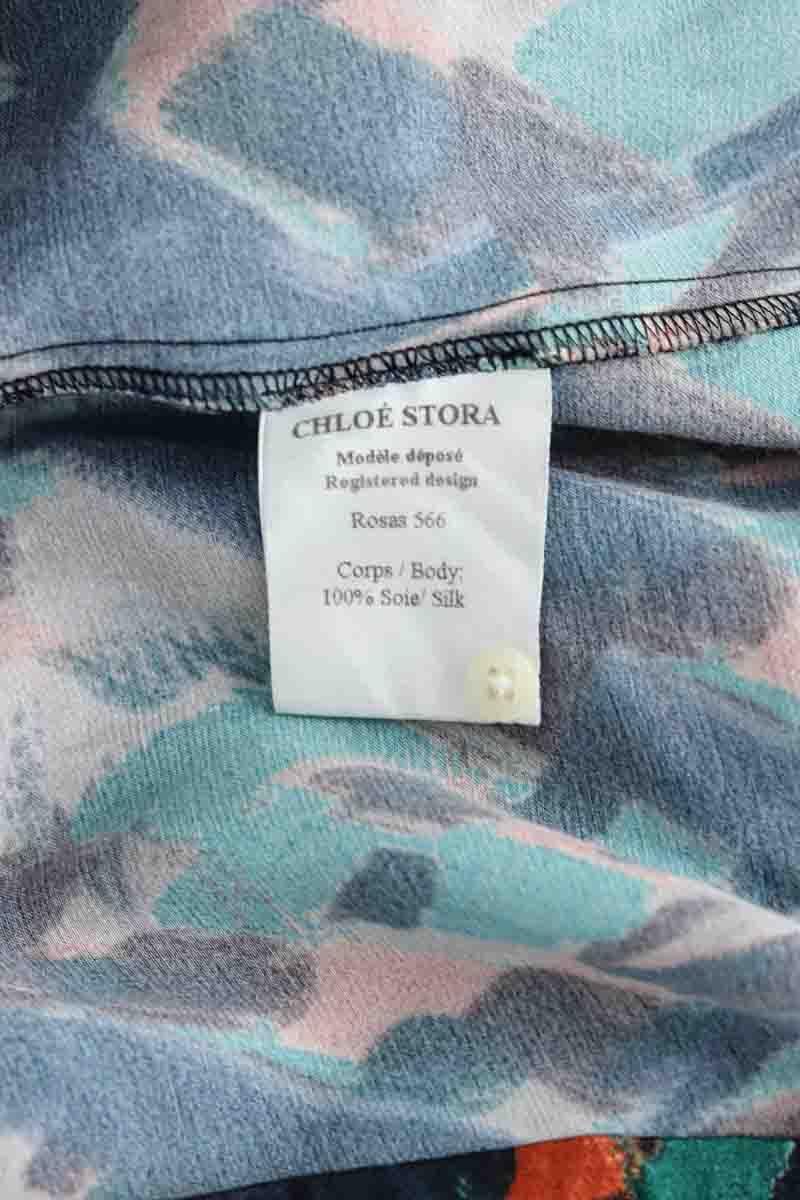 CHLOÉ STORA
Modèle déposé
Registered design
Rosas 566
Corps / Body:
100% Soie/ Silk